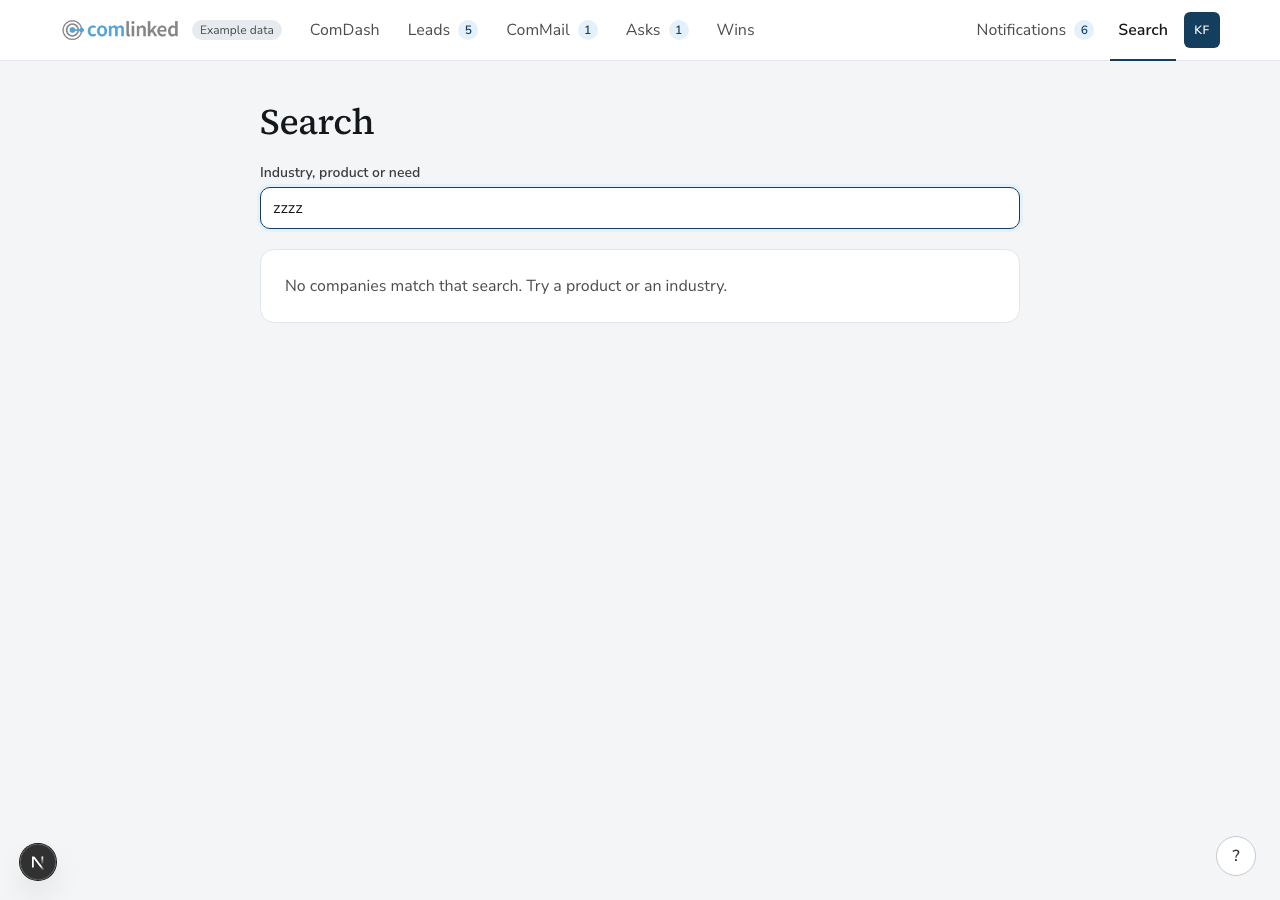 comlinked Example data ComDash Leads 5 ComMail 1 Asks 1 Wins Notifications 6 Search KF
Search
Industry, product or need
zzzz
No companies match that search. Try a product or an industry.
N ?